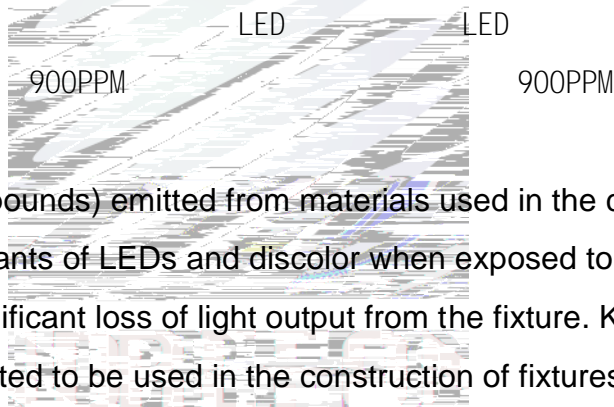 LED LED
900PPM 900PPM
ounds) emitted from materials used in the
ants of LEDs and discolor when exposed to
ificant loss of light output from the fixture.
ted to be used in the construction of fixtures